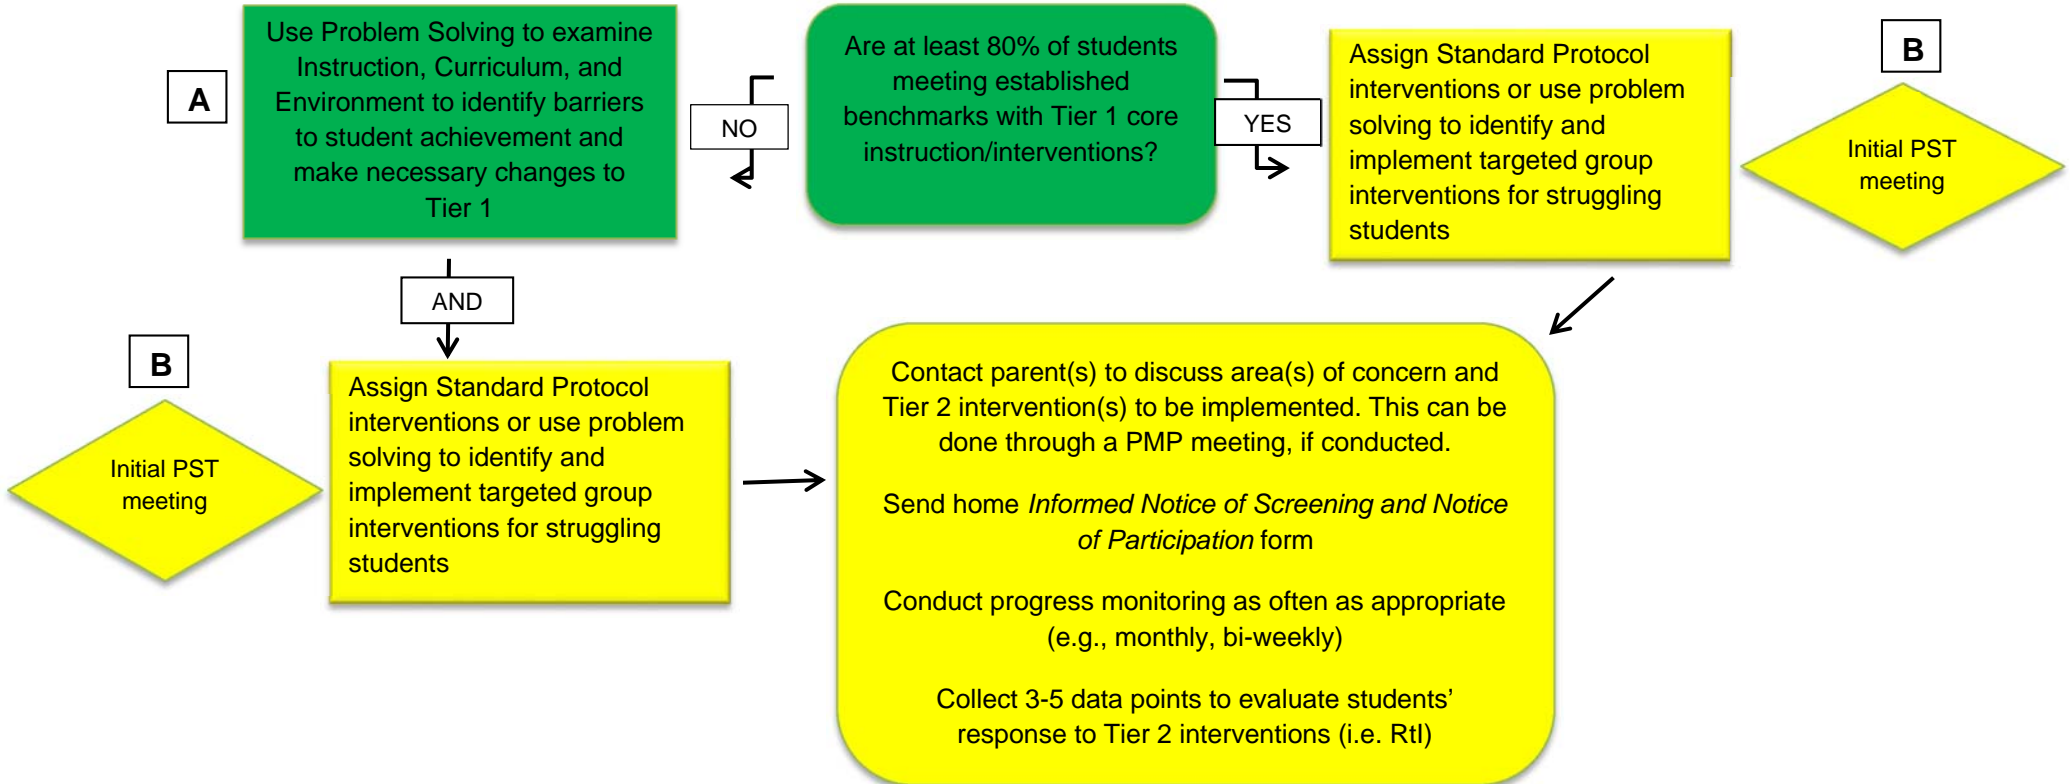 A
Use Problem Solving to examine
Instruction, Curriculum, and
Environment to identify barriers
to student achievement and
make necessary changes to
Tier 1
NO
Are at least 80% of students
meeting established
benchmarks with Tier 1 core
instruction/interventions?
YES
Assign Standard Protocol
interventions or use problem
solving to identify and
implement targeted group
interventions for struggling
students
B
Initial PST
meeting
AND
B
Initial PST
meeting
Assign Standard Protocol
interventions or use problem
solving to identify and
implement targeted group
interventions for struggling
students
Contact parent(s) to discuss area(s) of concern and
Tier 2 intervention(s) to be implemented. This can be
done through a PMP meeting, if conducted.
Send home Informed Notice of Screening and Notice
of Participation form
Conduct progress monitoring as often as appropriate
(e.g., monthly, bi-weekly)
Collect 3-5 data points to evaluate students’
response to Tier 2 interventions (i.e. RtI)